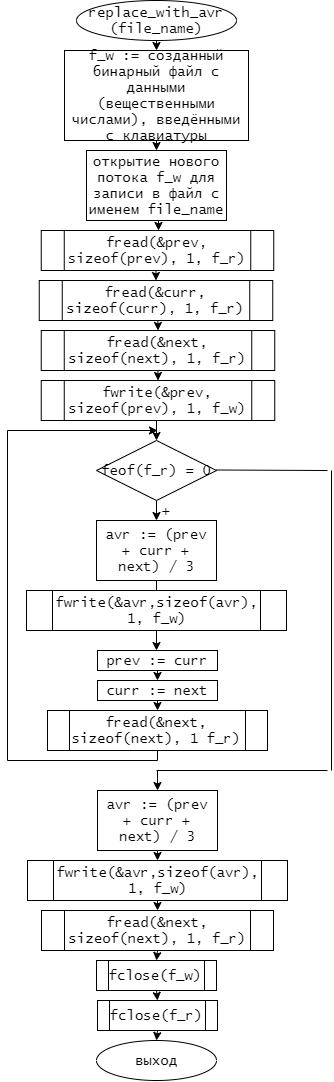 replace_with_avr
(file_name)
f_w := созданный
бинарный файл с
данными
(вещественными
числами), введёнными
с клавиатуры
открытие нового
потока f_w для
записи в файл с
именем file_name
fread(&prev,
sizeof(prev), 1, f_r)
fread(&curr,
sizeof(curr), 1, f_r)
fread(&next,
sizeof(next), 1, f_r)
fwrite(&prev,
sizeof(prev), 1, f_w)
feof(f_r) = 0
+
avr := (prev
+ curr +
next) / 3
fwrite(&avr,sizeof(avr),
1, f_w)
prev := curr
curr := next
fread(&next,
sizeof(next), 1 f_r)
avr := (prev
+ curr +
next) / 3
fwrite(&avr,sizeof(avr),
1, f_w)
fread(&next,
sizeof(next), 1, f_r)
fclose(f_w)
fclose(f_r)
выход